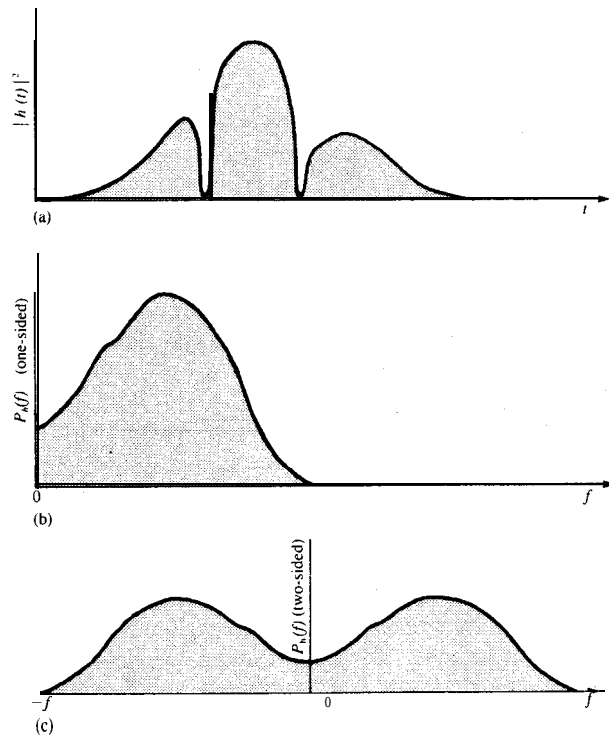 | h (t) | ²
t
(a)
P_h(f) (one-sided)
0
f
(b)
P_h(f) (two-sided)
−f
0
f
(c)